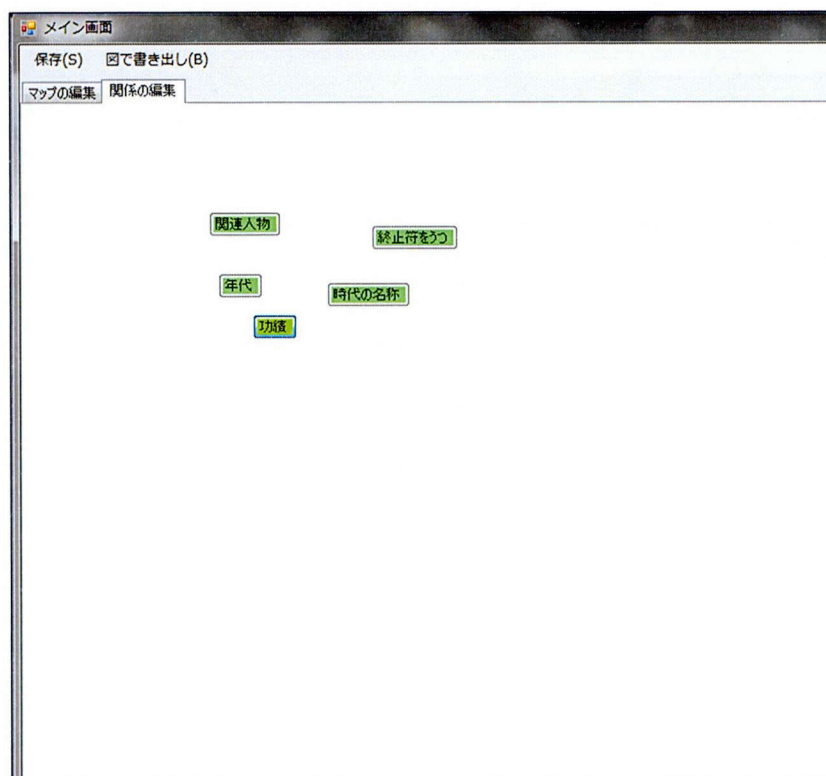 メイン画面
保存(S) 図で書き出し(B)
マップの編集 関係の編集
関連人物
終止符をうつ
年代
時代の名称
功績